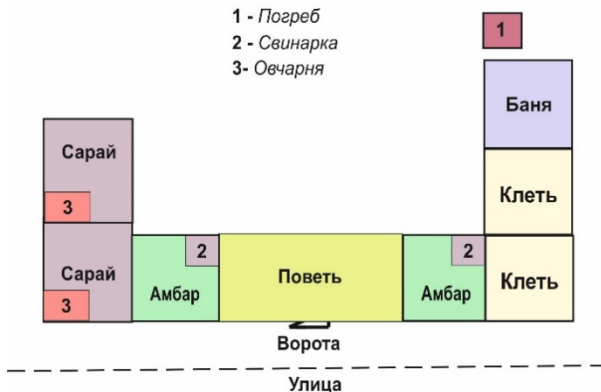 1 - Погреб
2 - Свинарка
3- Овчарня
1
Баня
Сарай
Клеть
3
2
2
Сарай
Амбар
Поветь
Амбар
Клеть
3
Ворота
Улица